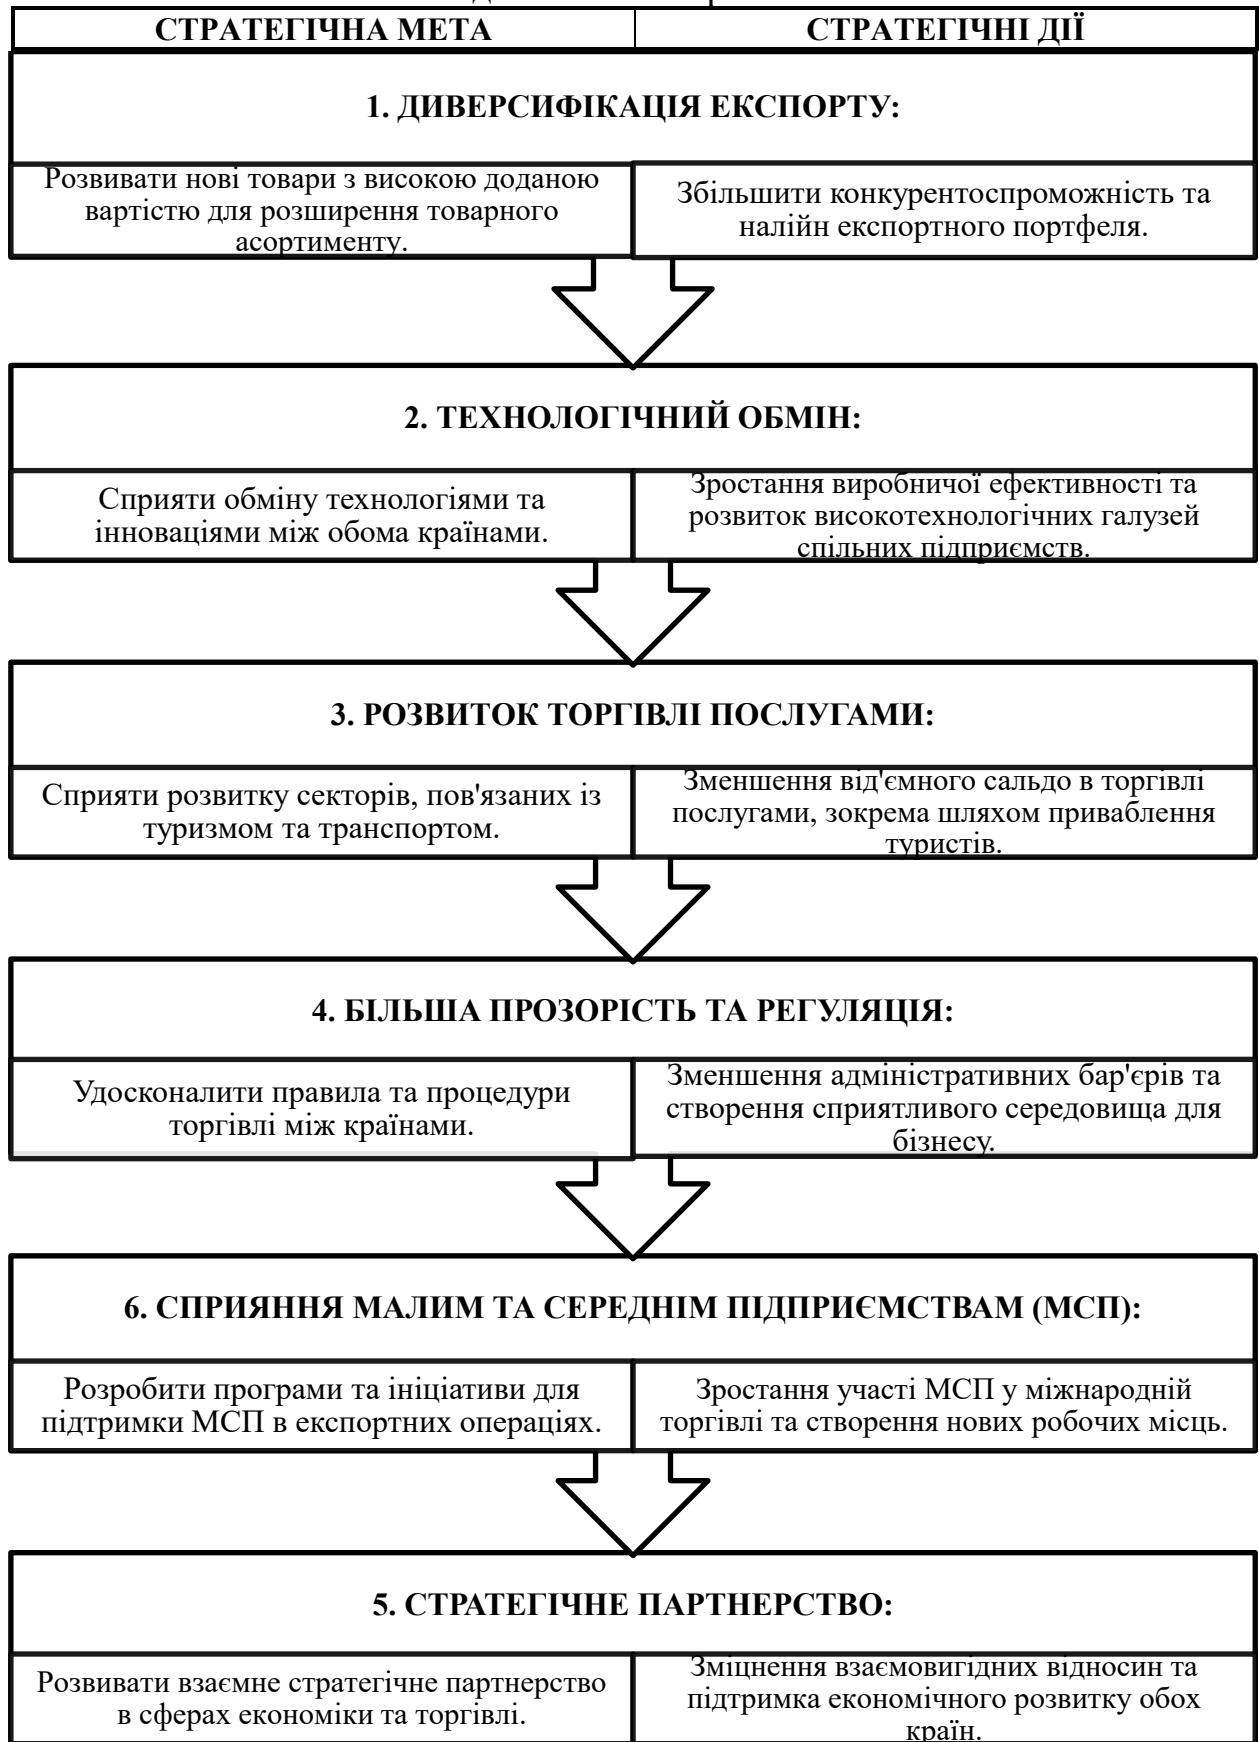 СТРАТЕГІЧНА МЕТА
СТРАТЕГІЧНІ ДІЇ
1. ДИВЕРСИФІКАЦІЯ ЕКСПОРТУ:
Розвивати нові товари з високою доданою
вартістю для розширення товарного
асортименту.
Збільшити конкурентоспроможність та
налійн експортного портфеля.
2. ТЕХНОЛОГІЧНИЙ ОБМІН:
Сприяти обміну технологіями та
інноваціями між обома країнами.
Зростання виробничої ефективності та
розвиток високотехнологічних галузей
спільних підприємств.
3. РОЗВИТОК ТОРГІВЛІ ПОСЛУГАМИ:
Сприяти розвитку секторів, пов'язаних із
туризмом та транспортом.
Зменшення від'ємного сальдо в торгівлі
послугами, зокрема шляхом приваблення
туристів.
4. БІЛЬША ПРОЗОРІСТЬ ТА РЕГУЛЯЦІЯ:
Удосконалити правила та процедури
торгівлі між країнами.
Зменшення адміністративних бар'єрів та
створення сприятливого середовища для
бізнесу.
6. СПРИЯННЯ МАЛИМ ТА СЕРЕДНІМ ПІДПРИЄМСТВАМ (МСП):
Розробити програми та ініціативи для
підтримки МСП в експортних операціях.
Зростання участі МСП у міжнародній
торгівлі та створення нових робочих місць.
5. СТРАТЕГІЧНЕ ПАРТНЕРСТВО:
Розвивати взаємне стратегічне партнерство
в сферах економіки та торгівлі.
Зміцнення взаємовигідних відносин та
підтримка економічного розвитку обох
країн.